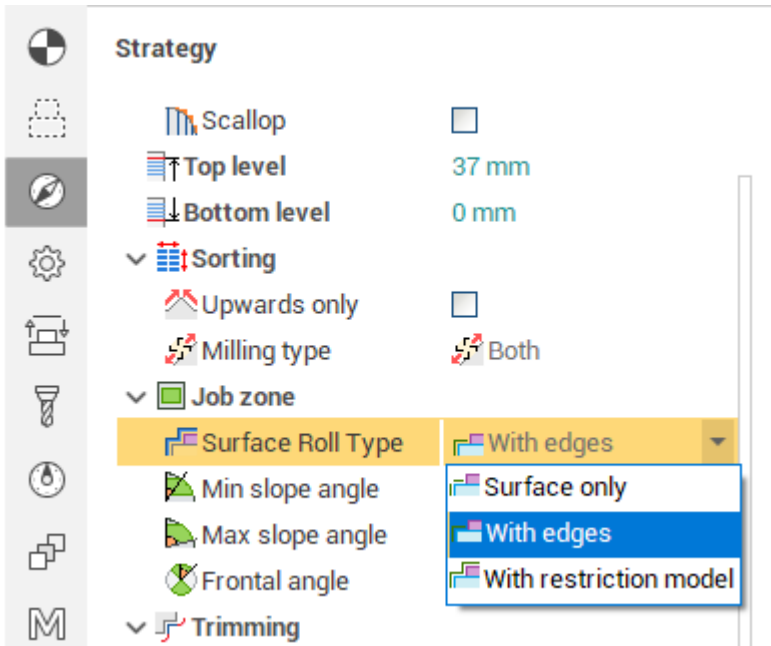 Strategy
Scallop
Top level 37 mm
Bottom level 0 mm
Sorting
Upwards only
Milling type Both
Job zone
Surface Roll Type With edges
Min slope angle Surface only
Max slope angle With edges
Frontal angle With restriction model
M Trimming